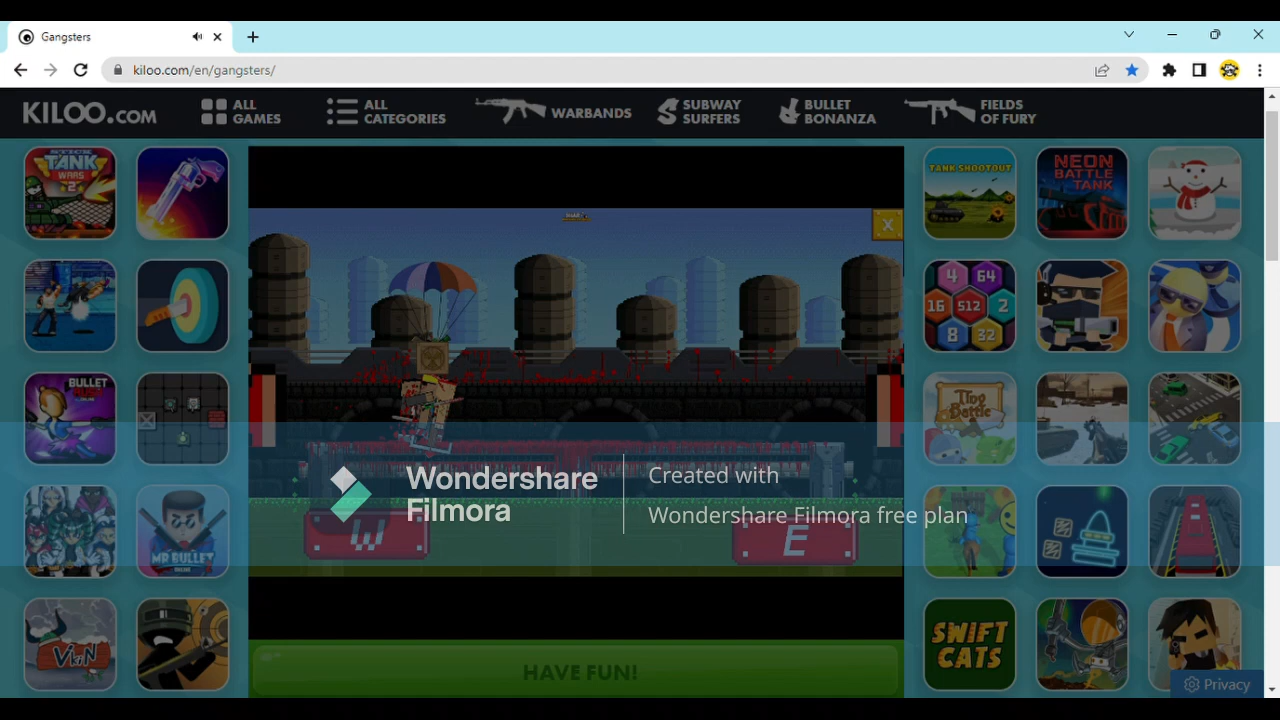 Gangsters
kiloo.com/en/gangsters/
KILOO.COM
ALL
GAMES
ALL
CATEGORIES
WARBANDS
SUBWAY
SURFERS
BULLET
BONANZA
FIELDS
OF FURY
STICK
TANK
WARS
2
TANK SHOOTOUT
NEON
BATTLE
TANK
X
4 64
16 512 2
8 32
BULLET
Tiny
Battle
Wondershare
Filmora
Created with
Wondershare Filmora free plan
W
E
MR BULLET
SWIFT
CATS
HAVE FUN!
Privacy